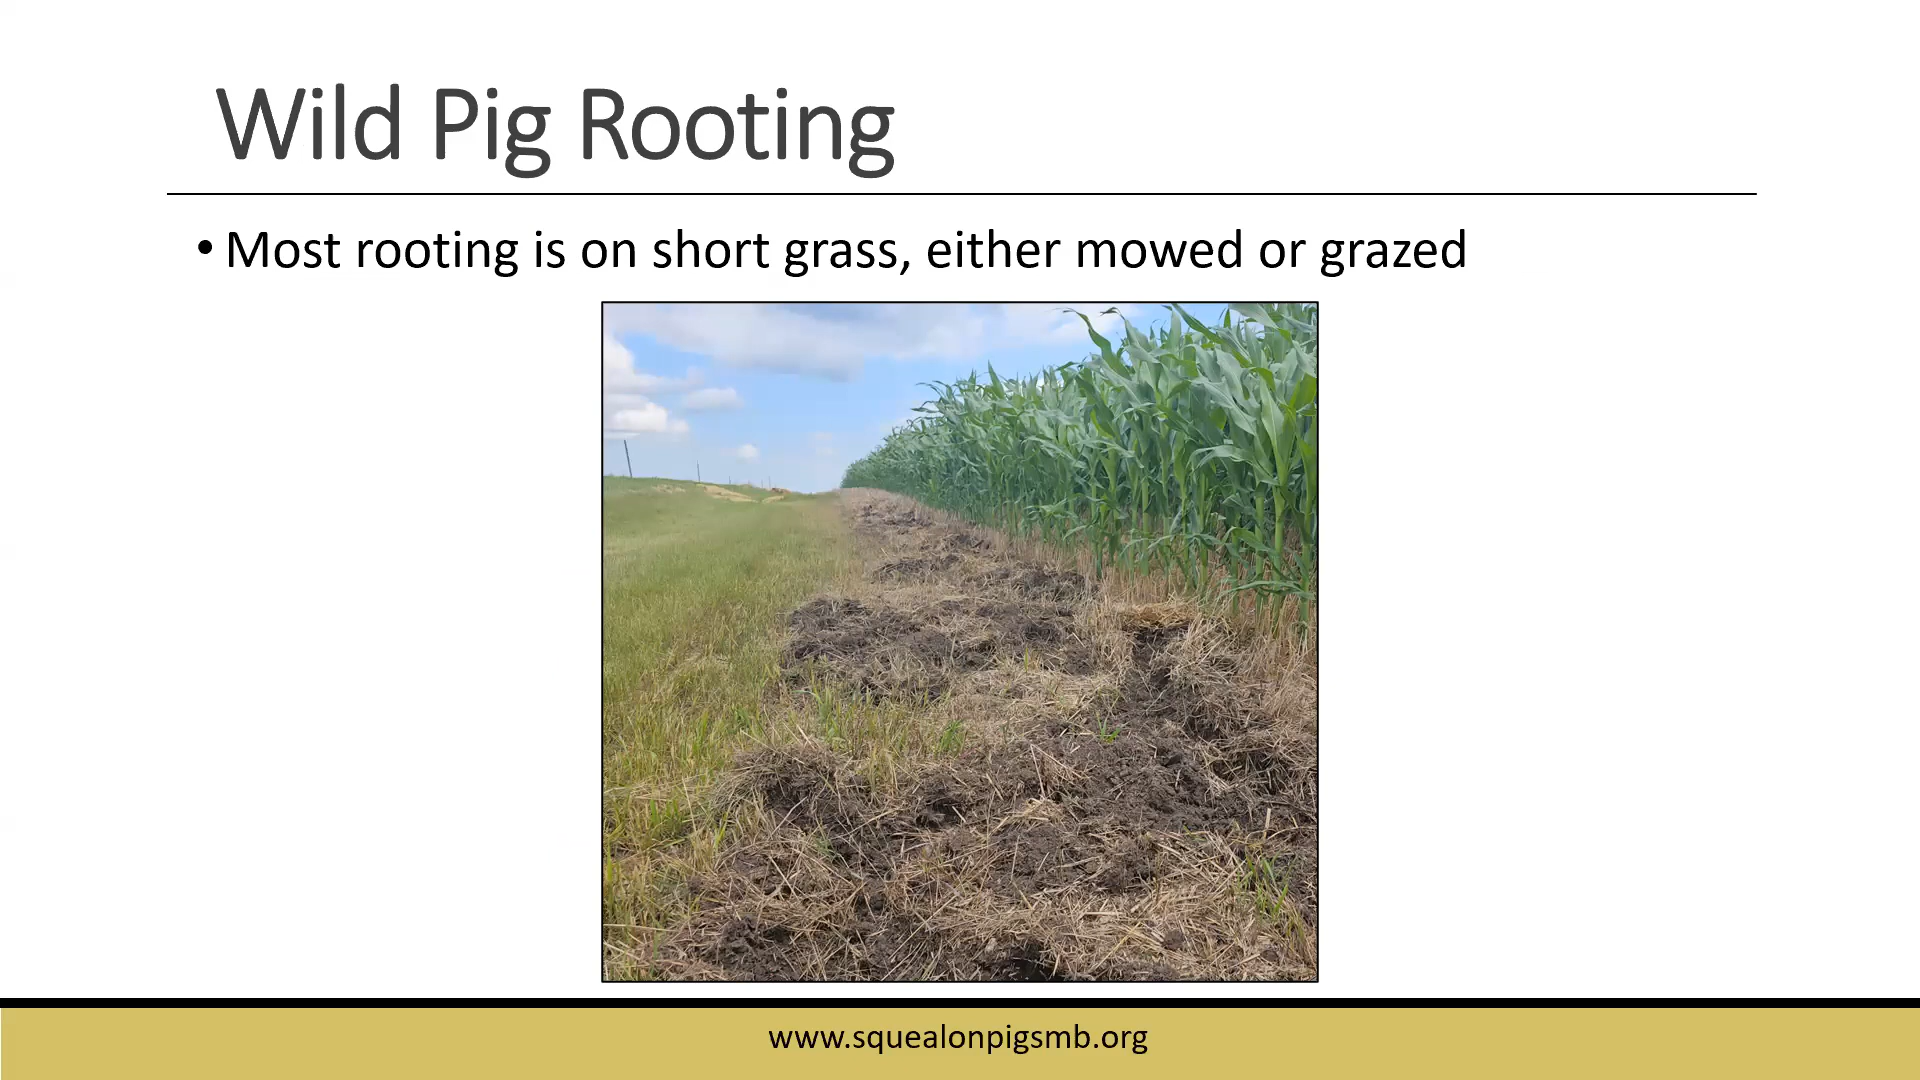 Wild Pig Rooting
• Most rooting is on short grass, either mowed or grazed
www.squealonpigsmb.org